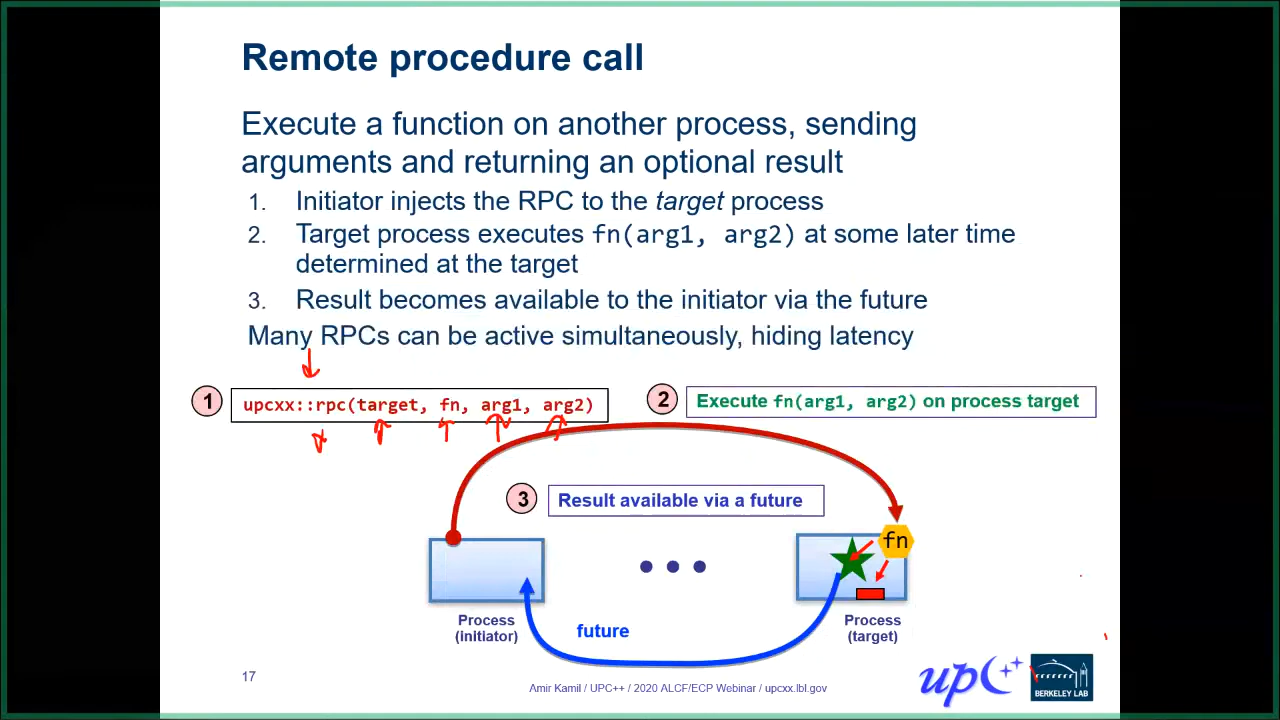 Remote procedure call
Execute a function on another process, sending
arguments and returning an optional result
1. Initiator injects the RPC to the target process
2. Target process executes fn(arg1, arg2) at some later time
determined at the target
3. Result becomes available to the initiator via the future
Many RPCs can be active simultaneously, hiding latency
1 upcxx::rpc(target, fn, arg1, arg2)
2 Execute fn(arg1, arg2) on process target
3 Result available via a future
fn
Process
(initiator)
future
Process
(target)
17
Amir Kamil / UPC++ / 2020 ALCF/ECP Webinar / upcxx.lbl.gov
upc++
BERKELEY LAB